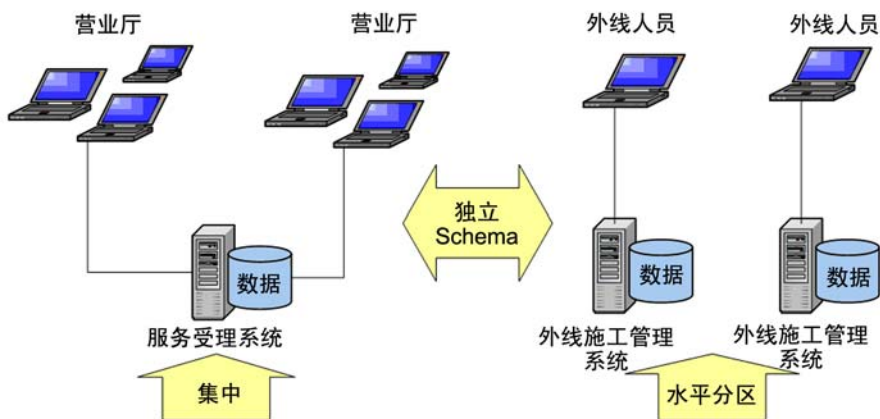 营业厅
营业厅
外线人员
外线人员
独立
Schema
数据
数据
数据
服务受理系统
外线施工管理
系统
外线施工管理
系统
集中
水平分区